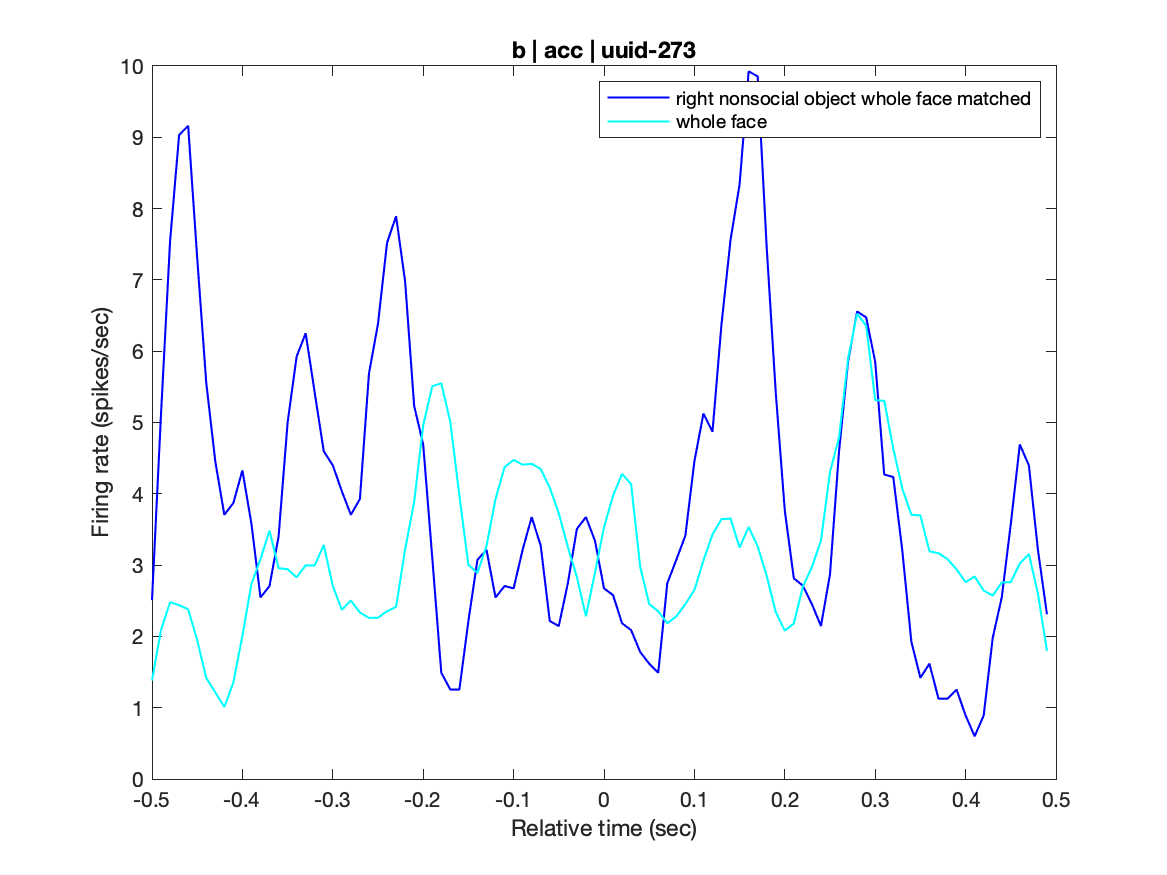 b | acc | uuid-273
right nonsocial object whole face matched
whole face
Firing rate (spikes/sec)
10
9
8
7
6
5
4
3
2
1
0
-0.5 -0.4 -0.3 -0.2 -0.1 0 0.1 0.2 0.3 0.4 0.5
Relative time (sec)